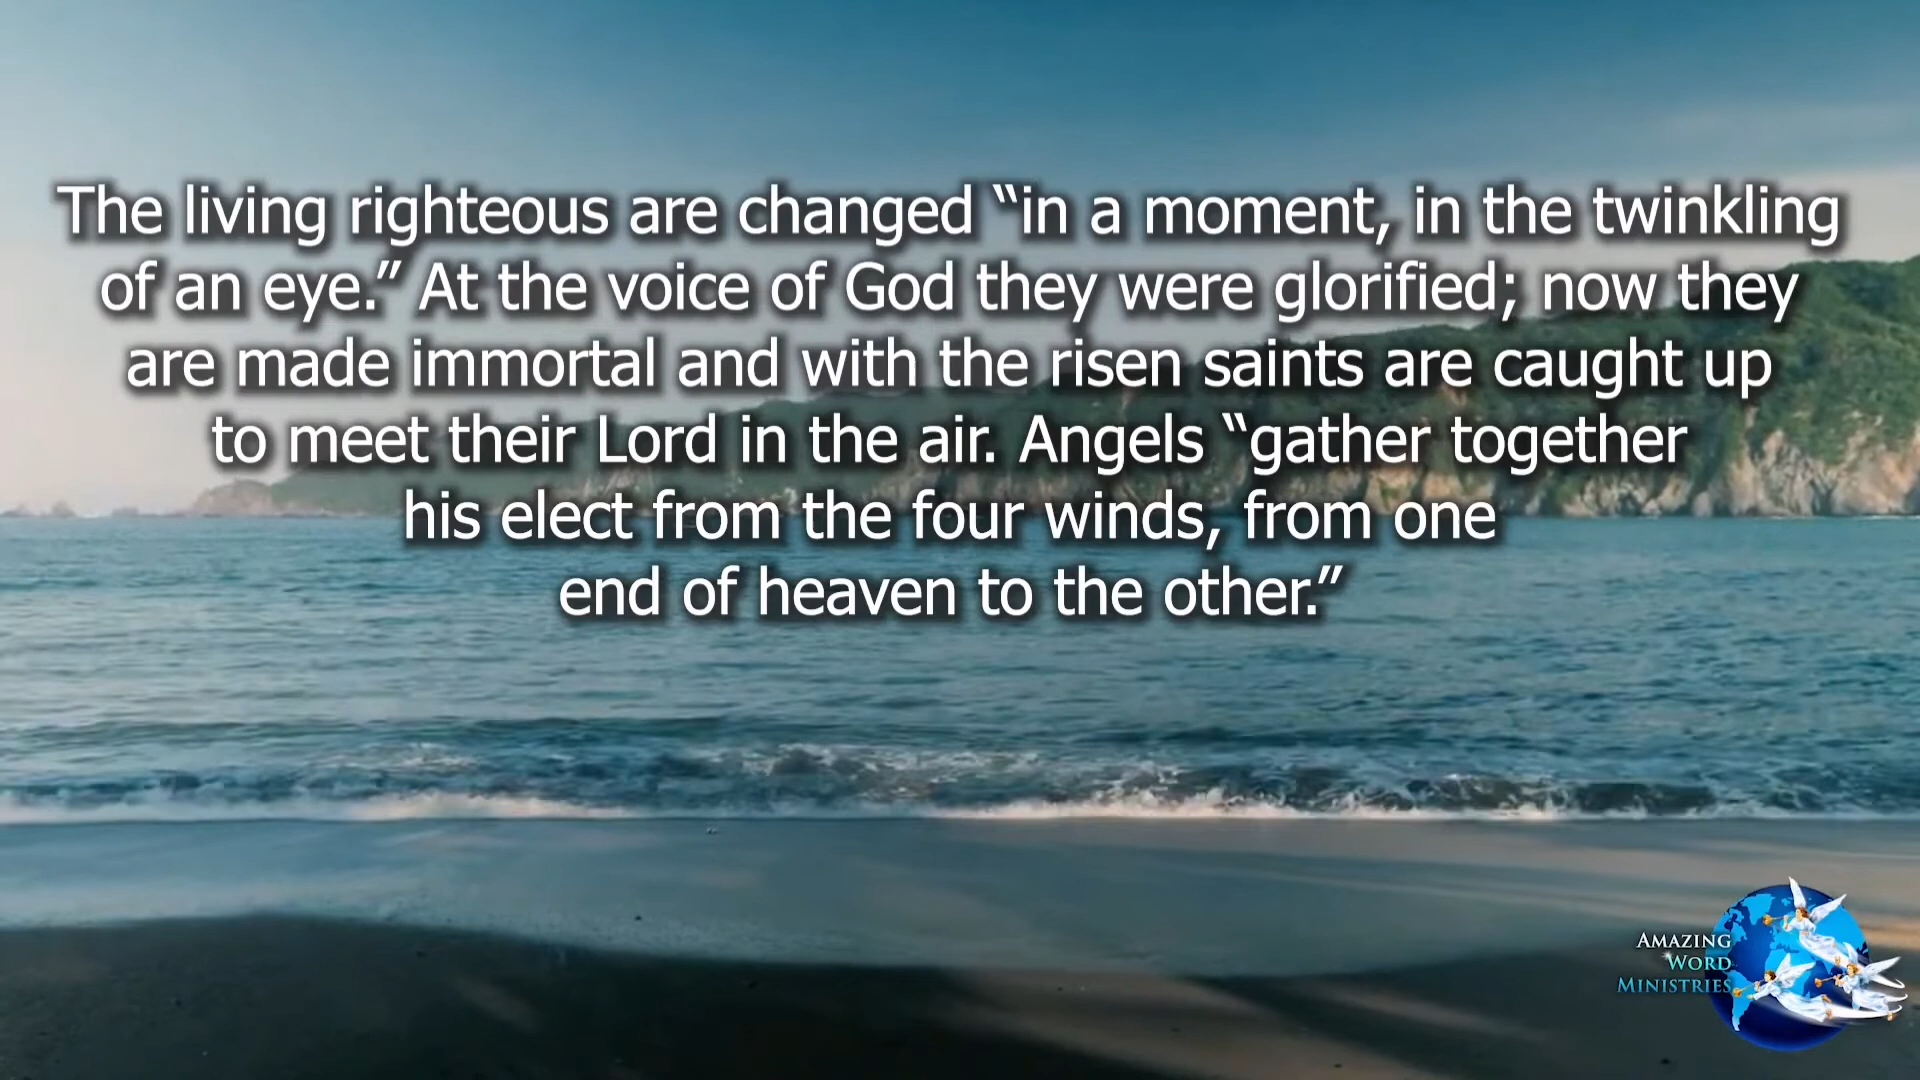 The living righteous are changed “in a moment, in the twinkling
of an eye.” At the voice of God they were glorified; now they
are made immortal and with the risen saints are caught up
to meet their Lord in the air. Angels “gather together
his elect from the four winds, from one
end of heaven to the other.”
AMAZING
WORD
MINISTRIES